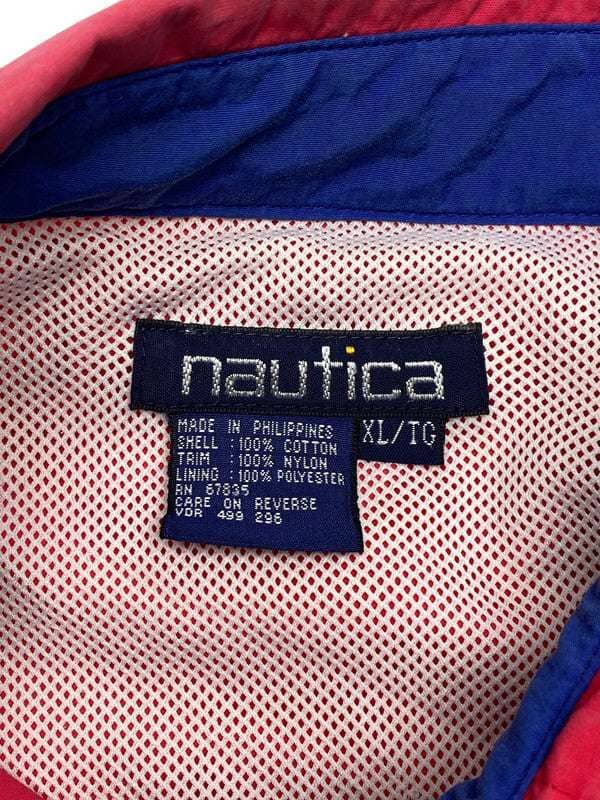 nautica
XL/TG
MADE IN PHILIPPINES
SHELL : 100% COTTON
TRIM : 100% NYLON
LINING : 100% POLYESTER
RN 67835
CARE ON REVERSE
VDR 499 296